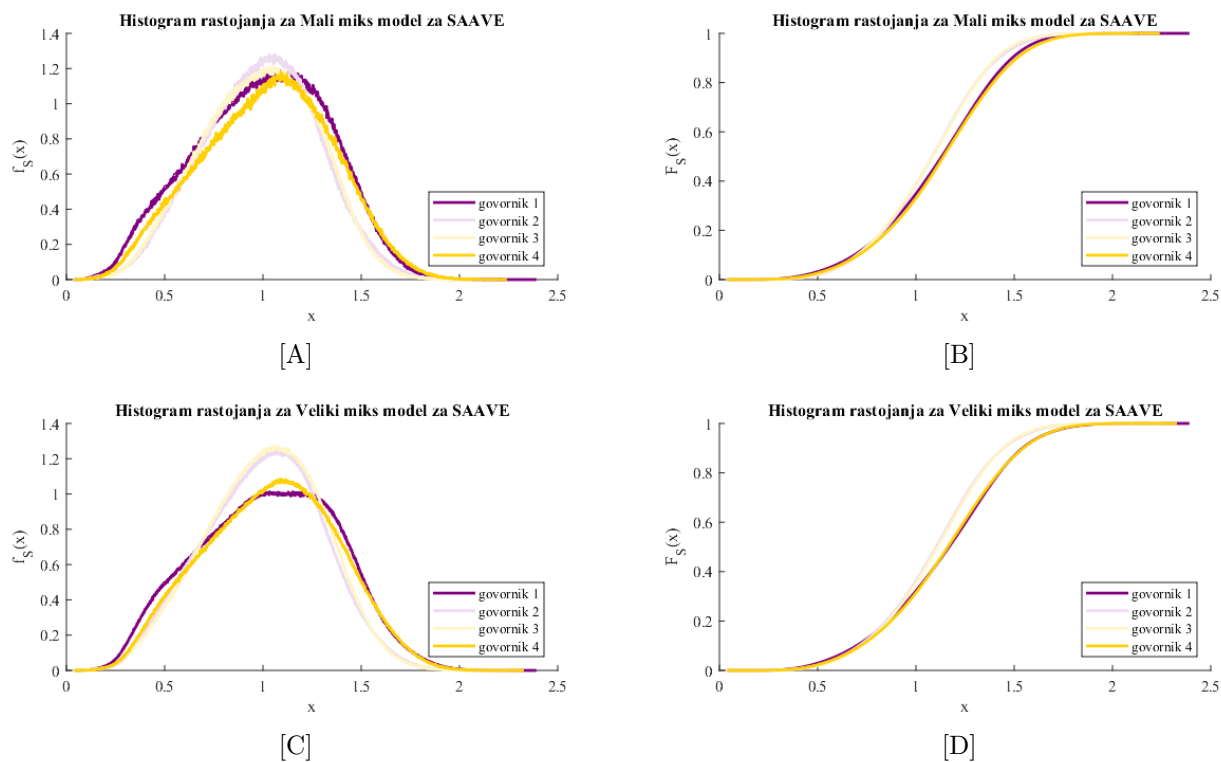 Histogram rastojanja za Mali miks model za SAAVE
1.4
1.2
1
0.8
0.6
0.4
0.2
0
f_S(x)
govornik 1
govornik 2
govornik 3
govornik 4
0 0.5 1 1.5 2 2.5
x
[A]
Histogram rastojanja za Mali miks model za SAAVE
1
0.8
0.6
0.4
0.2
0
F_S(x)
govornik 1
govornik 2
govornik 3
govornik 4
0 0.5 1 1.5 2 2.5
x
[B]
Histogram rastojanja za Veliki miks model za SAAVE
1.4
1.2
1
0.8
0.6
0.4
0.2
0
f_S(x)
govornik 1
govornik 2
govornik 3
govornik 4
0 0.5 1 1.5 2 2.5
x
[C]
Histogram rastojanja za Veliki miks model za SAAVE
1
0.8
0.6
0.4
0.2
0
F_S(x)
govornik 1
govornik 2
govornik 3
govornik 4
0 0.5 1 1.5 2 2.5
x
[D]